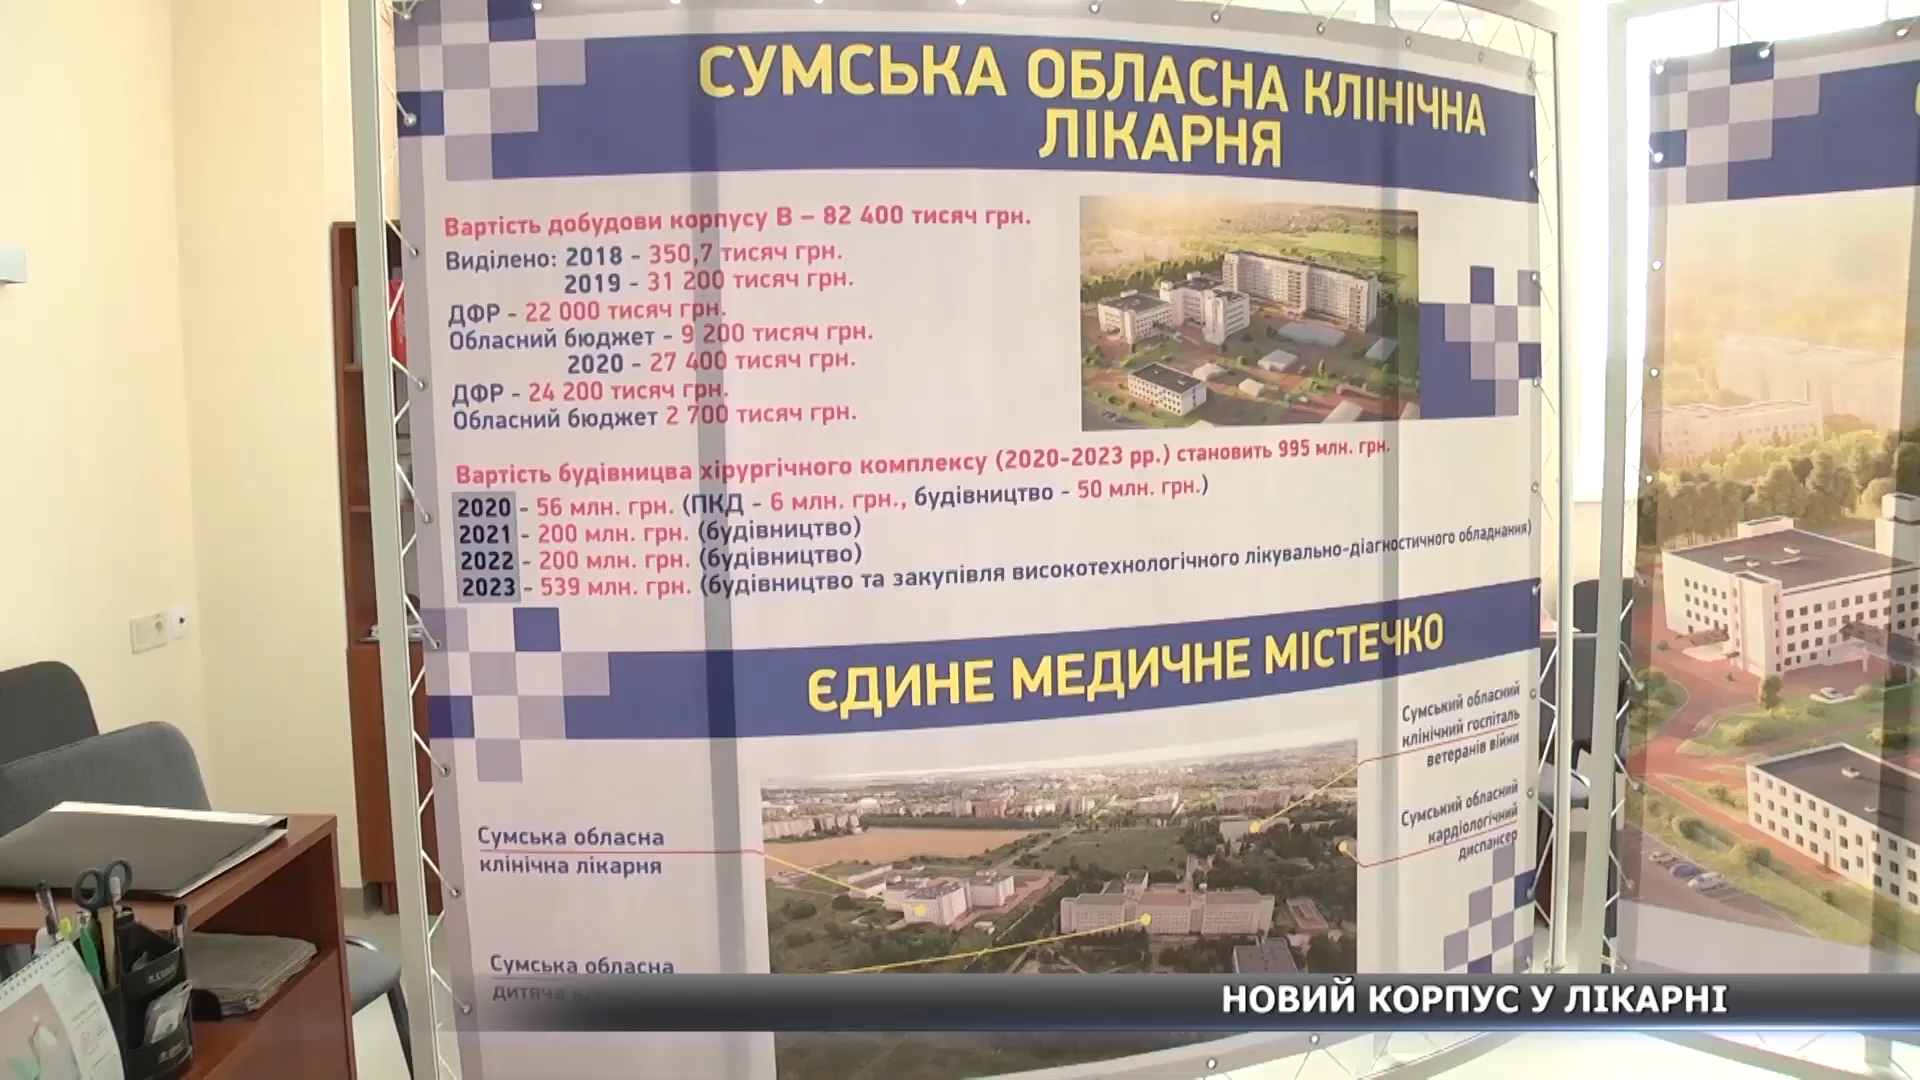 СУМСЬКА ОБЛАСНА КЛІНІЧНА
ЛІКАРНЯ
Вартість добудови корпусу В – 82 400 тисяч грн.
Виділено: 2018 - 350,7 тисяч грн.
2019 - 31 200 тисяч грн.
ДФР - 22 000 тисяч грн.
Обласний бюджет - 9 200 тисяч грн.
2020 - 27 400 тисяч грн.
ДФР - 24 200 тисяч грн.
Обласний бюджет 2 700 тисяч грн.
Вартість будівницва хірургічного комплексу (2020-2023 рр.) становить 995 млн. грн.
2020 - 56 млн. грн. (ПКД - 6 млн. грн., будівництво - 50 млн. грн.)
2021 - 200 млн. грн. (будівництво)
2022 - 200 млн. грн. (будівництво)
2023 - 539 млн. грн. (будівництво та закупівля високотехнологічного лікувально-діагностичного обладнання)
ЄДИНЕ МЕДИЧНЕ МІСТЕЧКО
Сумський обласний
клінічний госпіталь
ветеранів війни
Сумський обласний
кардіологічний
диспансер
Сумська обласна
клінічна лікарня
Сумська обласна
дитяча
НОВИЙ КОРПУС У ЛІКАРНІ